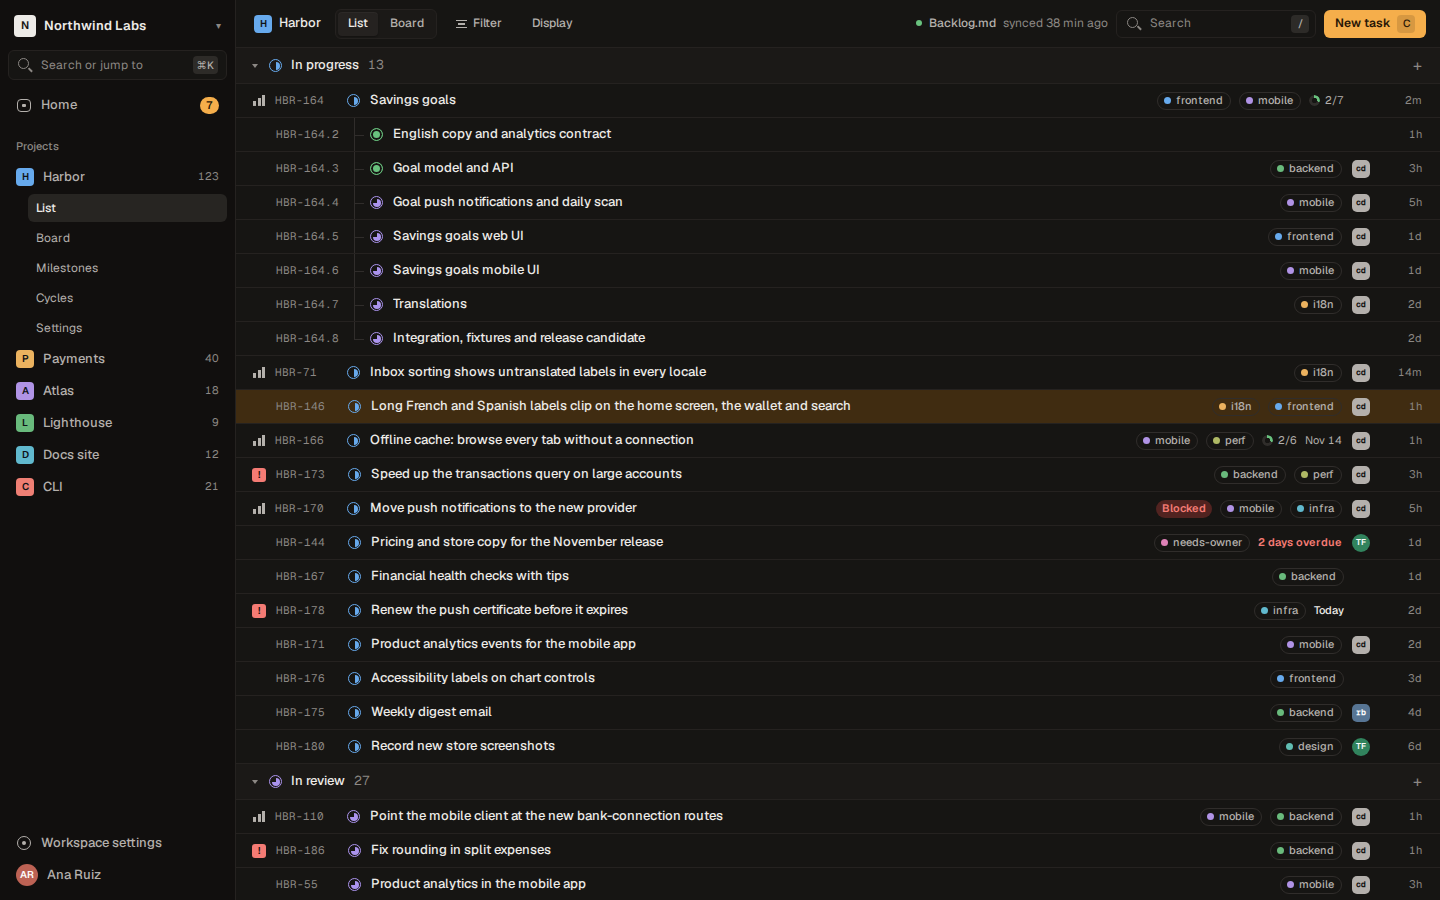 N Northwind Labs
Search or jump to ⌘K
Home 7
Projects
H Harbor 123
List
Board
Milestones
Cycles
Settings
P Payments 40
A Atlas 18
L Lighthouse 9
D Docs site 12
C CLI 21
Workspace settings
AR Ana Ruiz
H Harbor List Board Filter Display Backlog.md synced 38 min ago Search / New task C
In progress 13 +
HBR-164 Savings goals frontend mobile 2/7 2m
HBR-164.2 English copy and analytics contract 1h
HBR-164.3 Goal model and API backend cd 3h
HBR-164.4 Goal push notifications and daily scan mobile cd 5h
HBR-164.5 Savings goals web UI frontend cd 1d
HBR-164.6 Savings goals mobile UI mobile cd 1d
HBR-164.7 Translations i18n cd 2d
HBR-164.8 Integration, fixtures and release candidate 2d
HBR-71 Inbox sorting shows untranslated labels in every locale i18n cd 14m
HBR-146 Long French and Spanish labels clip on the home screen, the wallet and search i18n frontend cd 1h
HBR-166 Offline cache: browse every tab without a connection mobile perf 2/6 Nov 14 cd 1h
! HBR-173 Speed up the transactions query on large accounts backend perf cd 3h
HBR-170 Move push notifications to the new provider Blocked mobile infra cd 5h
HBR-144 Pricing and store copy for the November release needs-owner 2 days overdue TF 1d
HBR-167 Financial health checks with tips backend 1d
! HBR-178 Renew the push certificate before it expires infra Today 2d
HBR-171 Product analytics events for the mobile app mobile cd 2d
HBR-176 Accessibility labels on chart controls frontend 3d
HBR-175 Weekly digest email backend rb 4d
HBR-180 Record new store screenshots design TF 6d
In review 27 +
HBR-110 Point the mobile client at the new bank-connection routes mobile backend cd 1h
! HBR-186 Fix rounding in split expenses backend cd 1h
HBR-55 Product analytics in the mobile app mobile cd 3h